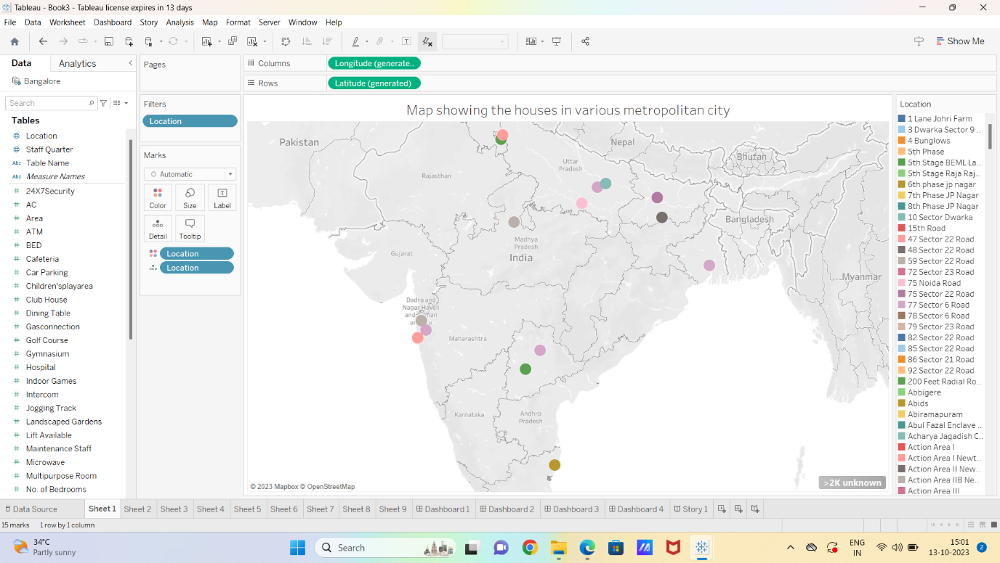 Tableau - Book3 - Tableau license expires in 13 days
File Data Worksheet Dashboard Story Analysis Map Format Server Window Help
Show Me
Data Analytics
Bangalore
Search
Tables
Location
Staff Quarter
Abc Table Name
Abc Measure Names
24X7Security
AC
Area
ATM
BED
Cafeteria
Car Parking
Children'splayarea
Club House
Dining Table
Gasconnection
Golf Course
Gymnasium
Hospital
Indoor Games
Intercom
Jogging Track
Landscaped Gardens
Lift Available
Maintenance Staff
Microwave
Multipurpose Room
No. of Bedrooms
Pages
Filters
Location
Marks
Automatic
Color Size Label
Detail Tooltip
Location
Location
Columns Longitude (generate..
Rows Latitude (generated)
Map showing the houses in various metropolitan city
Pakistan
Nepal
Bhutan
Uttar
Pradesh
Rajasthan
Bangladesh
Madhya
Pradesh
Gujarat
India
Myanmar
Dadra and
Nagar Haveli
Maharashtra
Karnataka
Andhra
Pradesh
© 2023 Mapbox © OpenStreetMap
>2K unknown
Location
1 Lane Johri Farm
3 Dwarka Sector 9 ..
4 Bunglows
5th Phase
5th Stage BEML La..
5th Stage Raja Raj..
6th phase jp nagar
7th Phase JP Nagar
8th Phase JP Nagar
10 Sector Dwarka
15th Road
47 Sector 22 Road
48 Sector 22 Road
59 Sector 22 Road
72 Sector 23 Road
75 Noida Road
75 Sector 22 Road
77 Sector 6 Road
78 Sector 6 Road
79 Sector 23 Road
82 Sector 22 Road
85 Sector 22 Road
86 Sector 21 Road
92 Sector 22 Road
200 Feet Radial Ro..
Abbigere
Abids
Abiramapuram
Abul Fazal Enclave ..
Acharya Jagadish C..
Action Area I
Action Area I Newt..
Action Area II New..
Action Area IIB Ne..
Action Area III
Data Source Sheet 1 Sheet 2 Sheet 3 Sheet 4 Sheet 5 Sheet 6 Sheet 7 Sheet 8 Sheet 9 Dashboard 1 Dashboard 2 Dashboard 3 Dashboard 4 Story 1
15 marks 1 row by 1 column
34°C
Partly sunny
Search
ENG
IN
15:01
13-10-2023
2